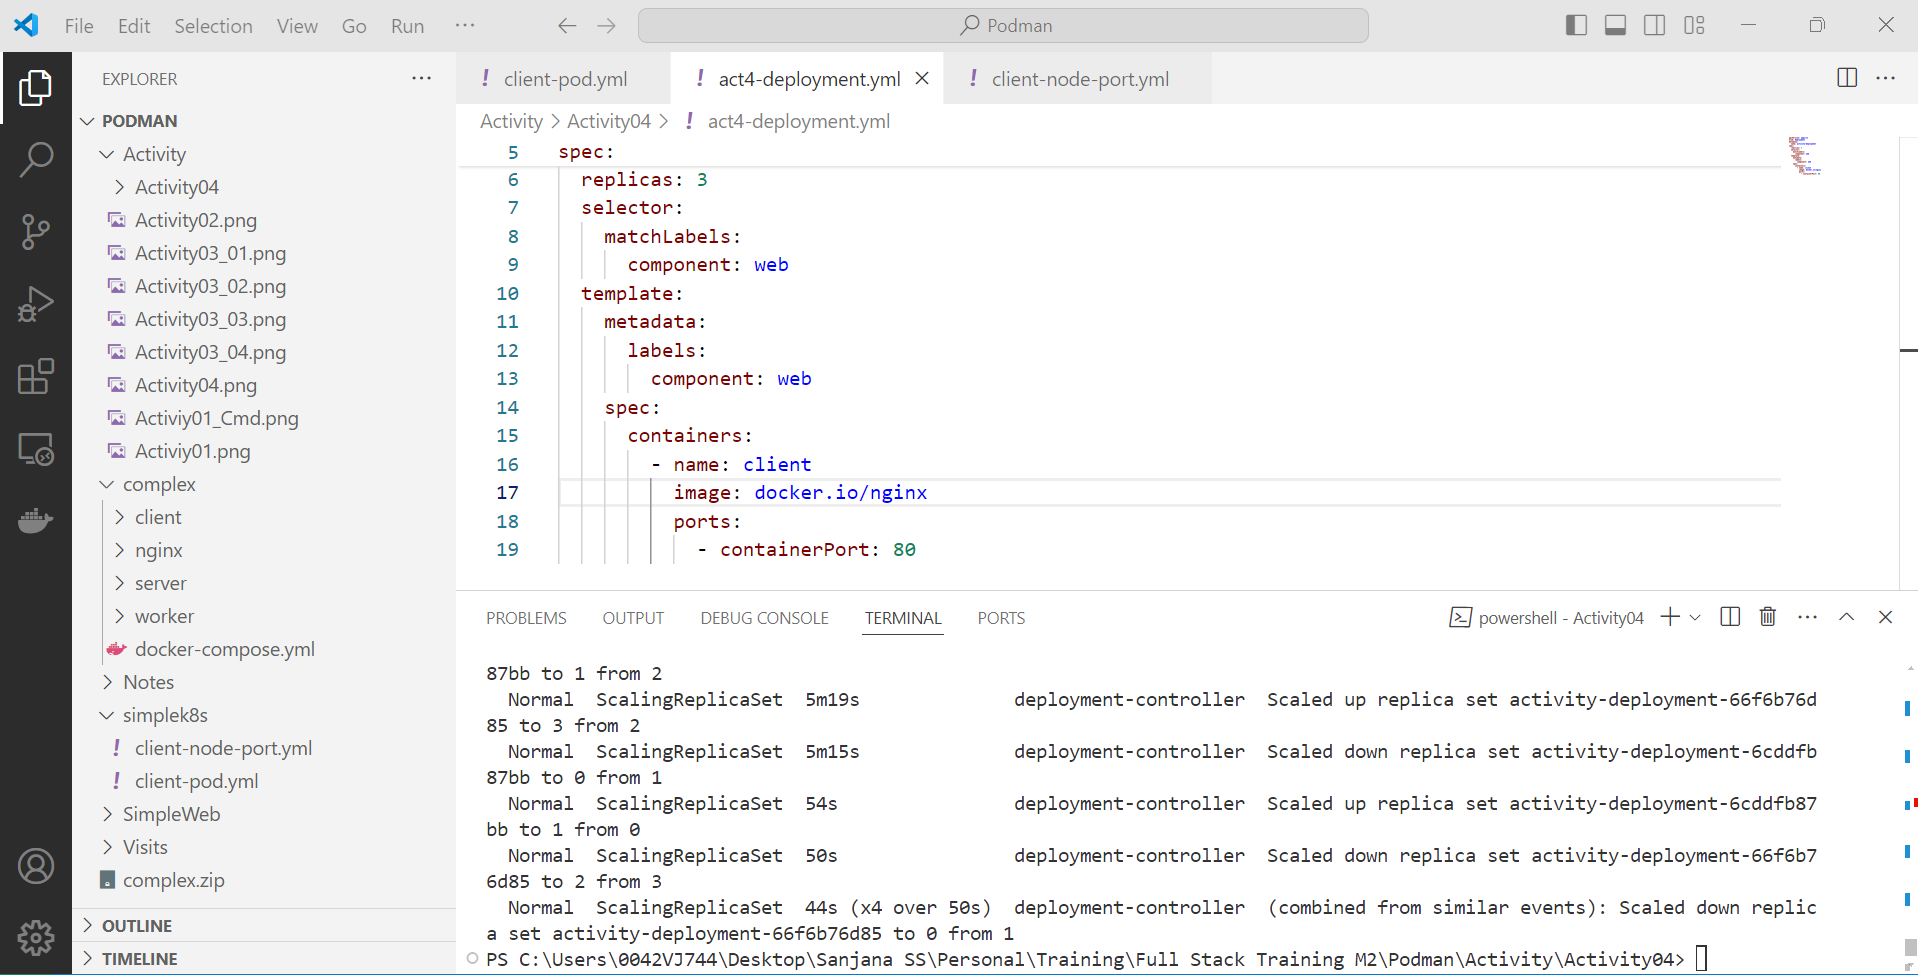 File Edit Selection View Go Run ···
Podman
EXPLORER
client-pod.yml
act4-deployment.yml
client-node-port.yml
PODMAN
Activity
Activity04
Activity02.png
Activity03_01.png
Activity03_02.png
Activity03_03.png
Activity03_04.png
Activity04.png
Activiy01_Cmd.png
Activiy01.png
complex
client
nginx
server
worker
docker-compose.yml
Notes
simplek8s
client-node-port.yml
client-pod.yml
SimpleWeb
Visits
complex.zip
OUTLINE
TIMELINE
Activity > Activity04 > ! act4-deployment.yml
5 spec:
6 replicas: 3
7 selector:
8 matchLabels:
9 component: web
10 template:
11 metadata:
12 labels:
13 component: web
14 spec:
15 containers:
16 - name: client
17 image: docker.io/nginx
18 ports:
19 - containerPort: 80
PROBLEMS OUTPUT DEBUG CONSOLE TERMINAL PORTS
powershell - Activity04
87bb to 1 from 2
Normal ScalingReplicaSet 5m19s deployment-controller Scaled up replica set activity-deployment-66f6b76d
85 to 3 from 2
Normal ScalingReplicaSet 5m15s deployment-controller Scaled down replica set activity-deployment-6cddfb
87bb to 0 from 1
Normal ScalingReplicaSet 54s deployment-controller Scaled up replica set activity-deployment-6cddfb87
bb to 1 from 0
Normal ScalingReplicaSet 50s deployment-controller Scaled down replica set activity-deployment-66f6b7
6d85 to 2 from 3
Normal ScalingReplicaSet 44s (x4 over 50s) deployment-controller (combined from similar events): Scaled down replic
a set activity-deployment-66f6b76d85 to 0 from 1
PS C:\Users\0042VJ744\Desktop\Sanjana SS\Personal\Training\Full Stack Training M2\Podman\Activity\Activity04>